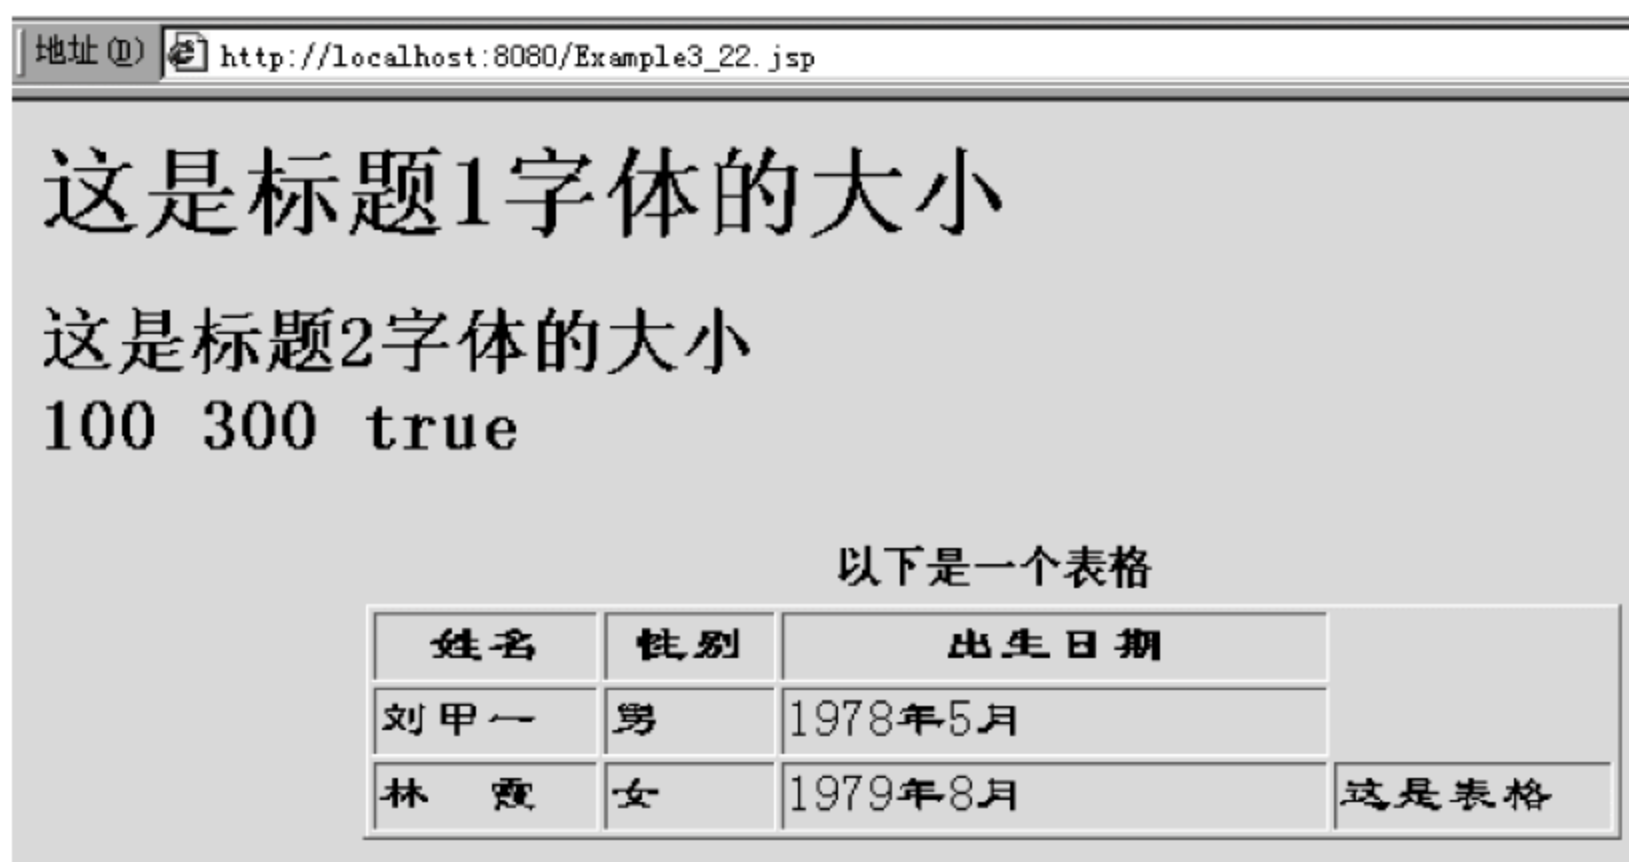 地址(D) http://localhost:8080/Example3_22.jsp
这是标题1字体的大小
这是标题2字体的大小
100 300 true
以下是一个表格
姓名 性别 出生日期
刘甲一 男 1978年5月
林 霞 女 1979年8月 这是表格